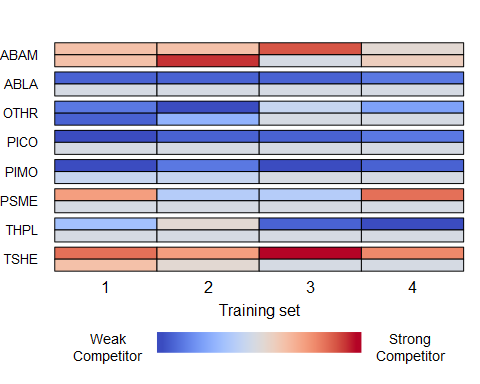 ABAM
ABLA
OTHR
PICO
PIMO
PSME
THPL
TSHE
1 2 3 4
Training set
Weak Competitor
Strong Competitor